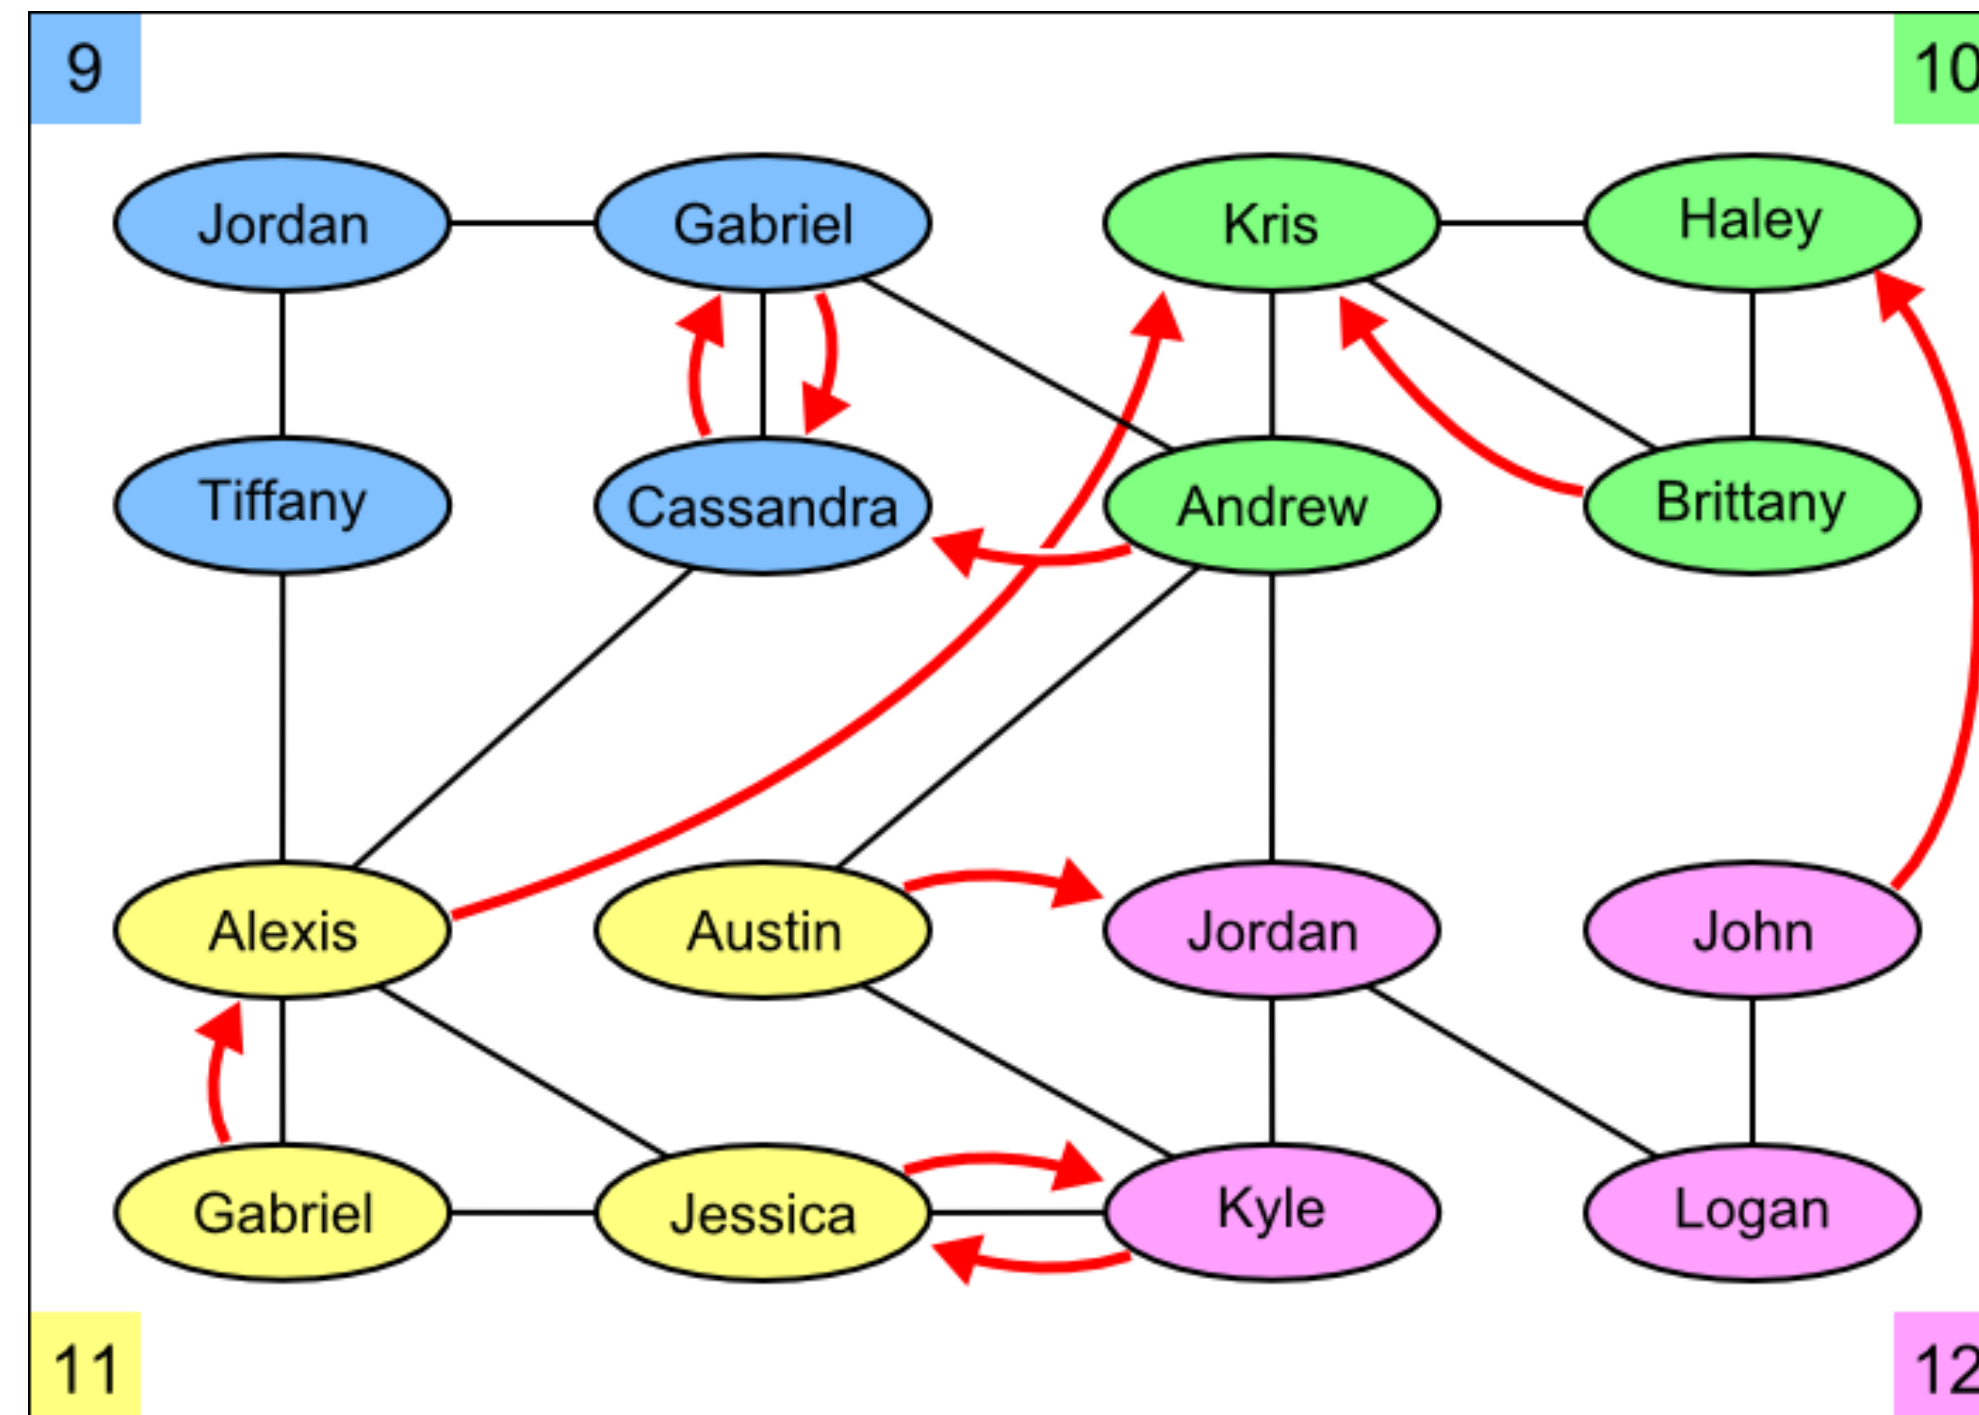 9
10
Jordan
Gabriel
Kris
Haley
Tiffany
Cassandra
Andrew
Brittany
Alexis
Austin
Jordan
John
Gabriel
Jessica
Kyle
Logan
11
12